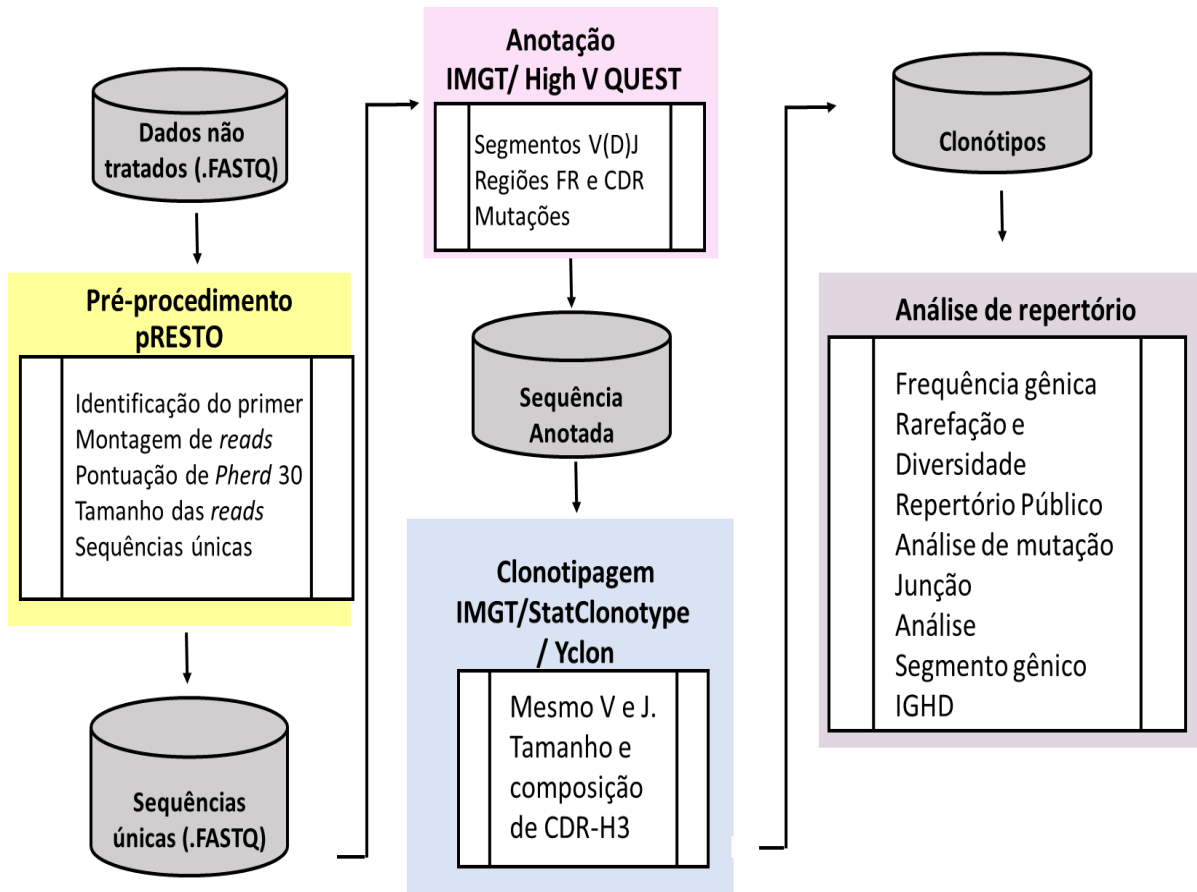 Dados não
tratados (.FASTQ)
Pré-procedimento
pRESTO
Identificação do primer
Montagem de reads
Pontuação de Pherd 30
Tamanho das reads
Sequências únicas
Sequências
únicas (.FASTQ)
Anotação
IMGT/ High V QUEST
Segmentos V(D)J
Regiões FR e CDR
Mutações
Sequência
Anotada
Clonotipagem
IMGT/StatClonotype
/ Yclon
Mesmo V e J.
Tamanho e
composição
de CDR-H3
Clonótipos
Análise de repertório
Frequência gênica
Rarefação e
Diversidade
Repertório Público
Análise de mutação
Junção
Análise
Segmento gênico
IGHD